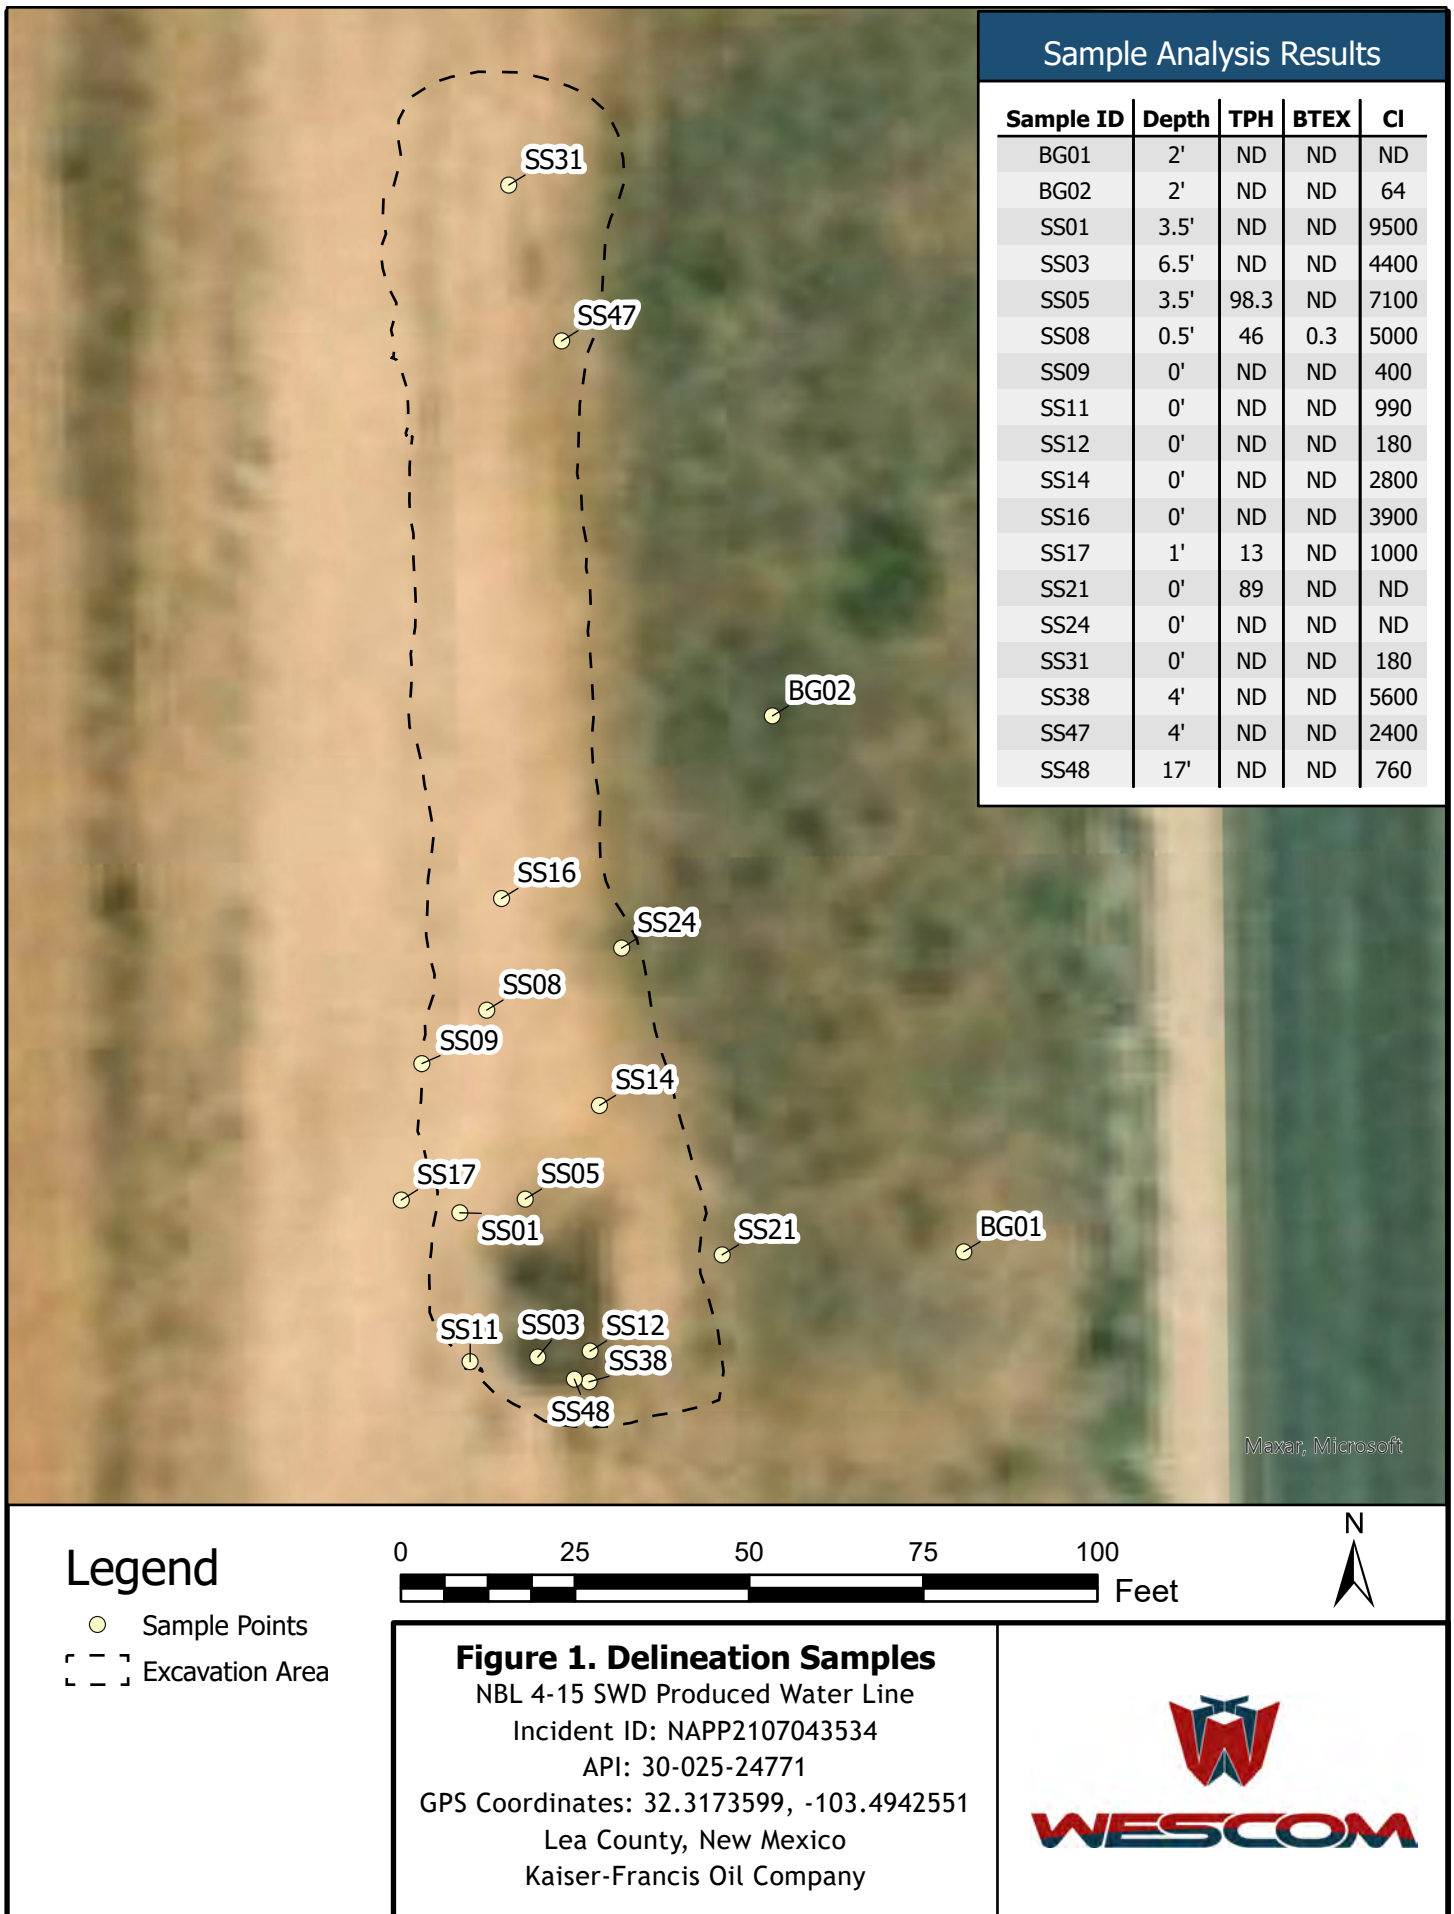 Sample Analysis Results
Sample ID Depth TPH BTEX Cl
BG01 2' ND ND ND
BG02 2' ND ND 64
SS01 3.5' ND ND 9500
SS03 6.5' ND ND 4400
SS05 3.5' 98.3 ND 7100
SS08 0.5' 46 0.3 5000
SS09 0' ND ND 400
SS11 0' ND ND 990
SS12 0' ND ND 180
SS14 0' ND ND 2800
SS16 0' ND ND 3900
SS17 1' 13 ND 1000
SS21 0' 89 ND ND
SS24 0' ND ND ND
SS31 0' ND ND 180
SS38 4' ND ND 5600
SS47 4' ND ND 2400
SS48 17' ND ND 760
SS31
SS47
BG02
SS16
SS24
SS08
SS09
SS14
SS17
SS05
SS01
SS21
BG01
SS11
SS03
SS12
SS38
SS48
Maxar, Microsoft
Legend
Sample Points
Excavation Area
0 25 50 75 100
Feet
N
Figure 1. Delineation Samples
NBL 4-15 SWD Produced Water Line
Incident ID: NAPP2107043534
API: 30-025-24771
GPS Coordinates: 32.3173599, -103.4942551
Lea County, New Mexico
Kaiser-Francis Oil Company
WESCOM